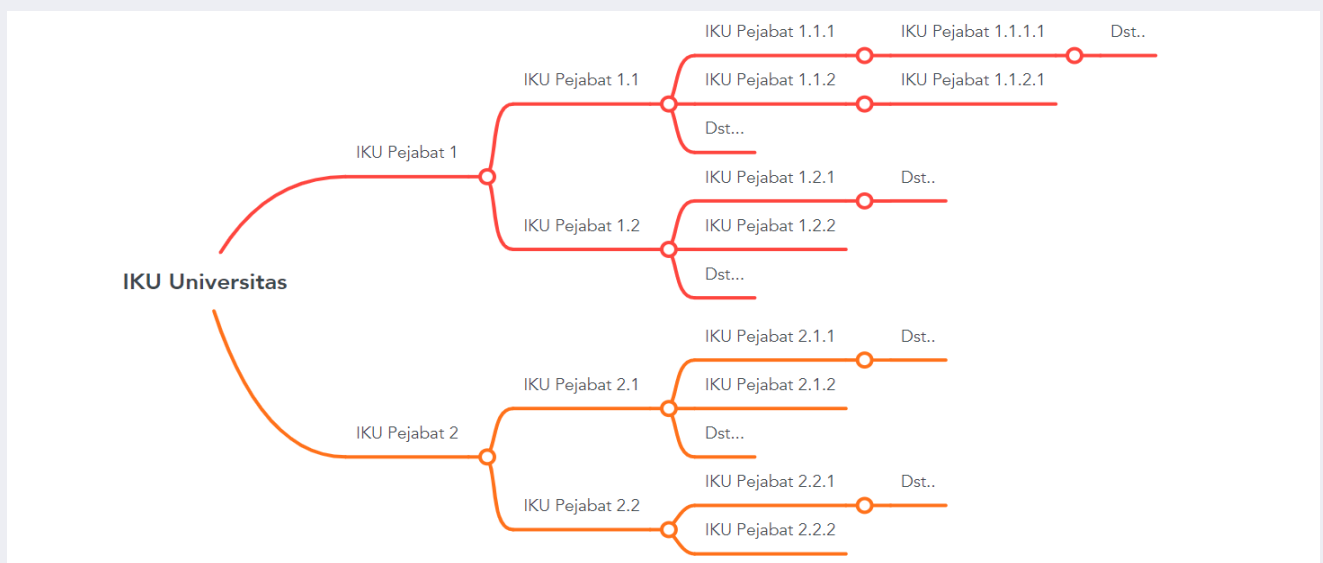 IKU Pejabat 1.1.1
IKU Pejabat 1.1.1.1
Dst..
IKU Pejabat 1.1
IKU Pejabat 1.1.2
IKU Pejabat 1.1.2.1
Dst...
IKU Pejabat 1
IKU Pejabat 1.2.1
Dst..
IKU Pejabat 1.2
IKU Pejabat 1.2.2
Dst...
IKU Universitas
IKU Pejabat 2.1.1
Dst..
IKU Pejabat 2.1
IKU Pejabat 2.1.2
Dst...
IKU Pejabat 2
IKU Pejabat 2.2.1
Dst..
IKU Pejabat 2.2
IKU Pejabat 2.2.2